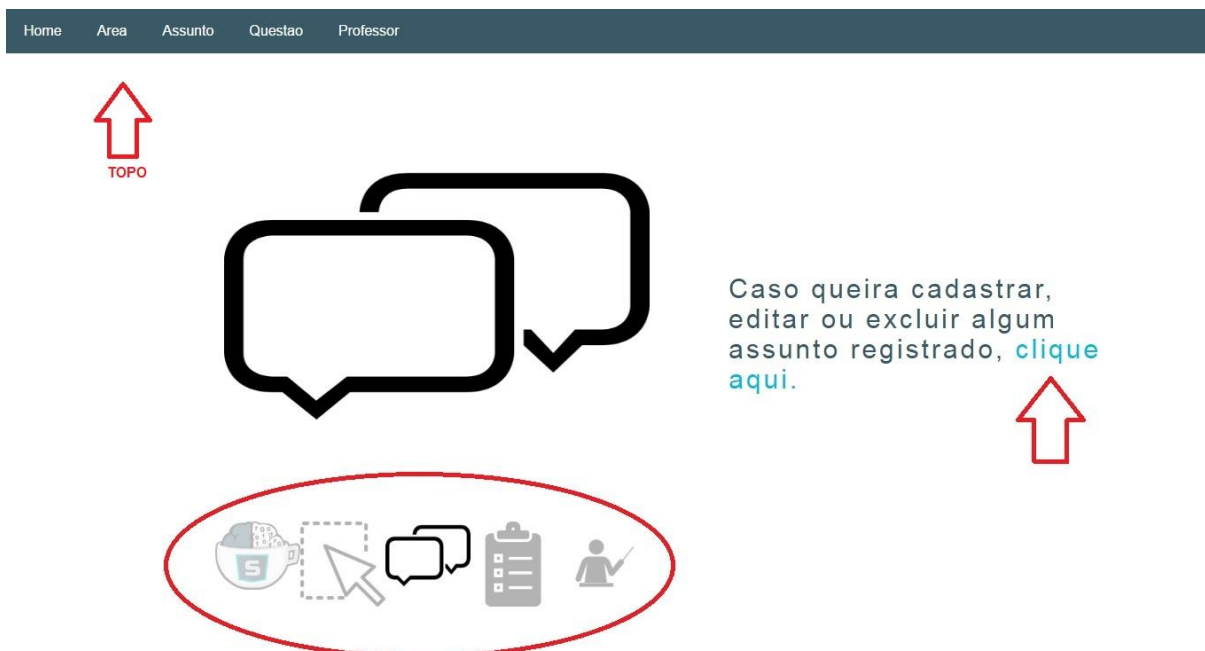 Home Area Assunto Questao Professor
TOPO
Caso queira cadastrar,
editar ou excluir algum
assunto registrado, clique
aqui.
S